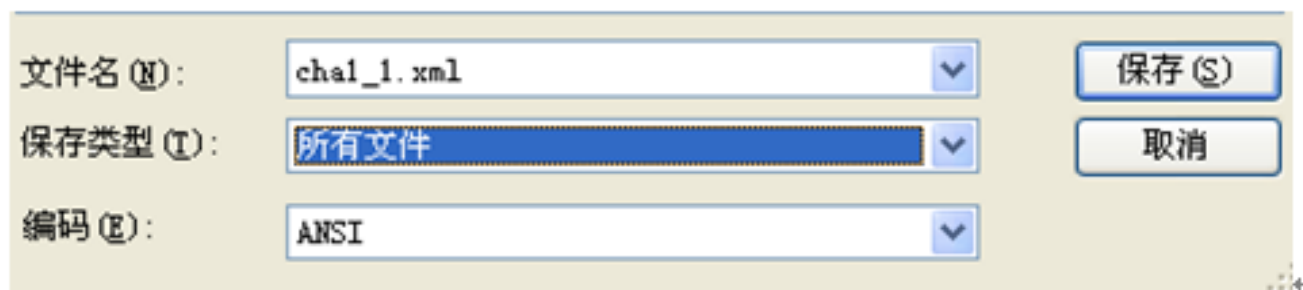 文件名(N): cha1_1.xml 保存(S)
保存类型(T): 所有文件 取消
编码(E): ANSI